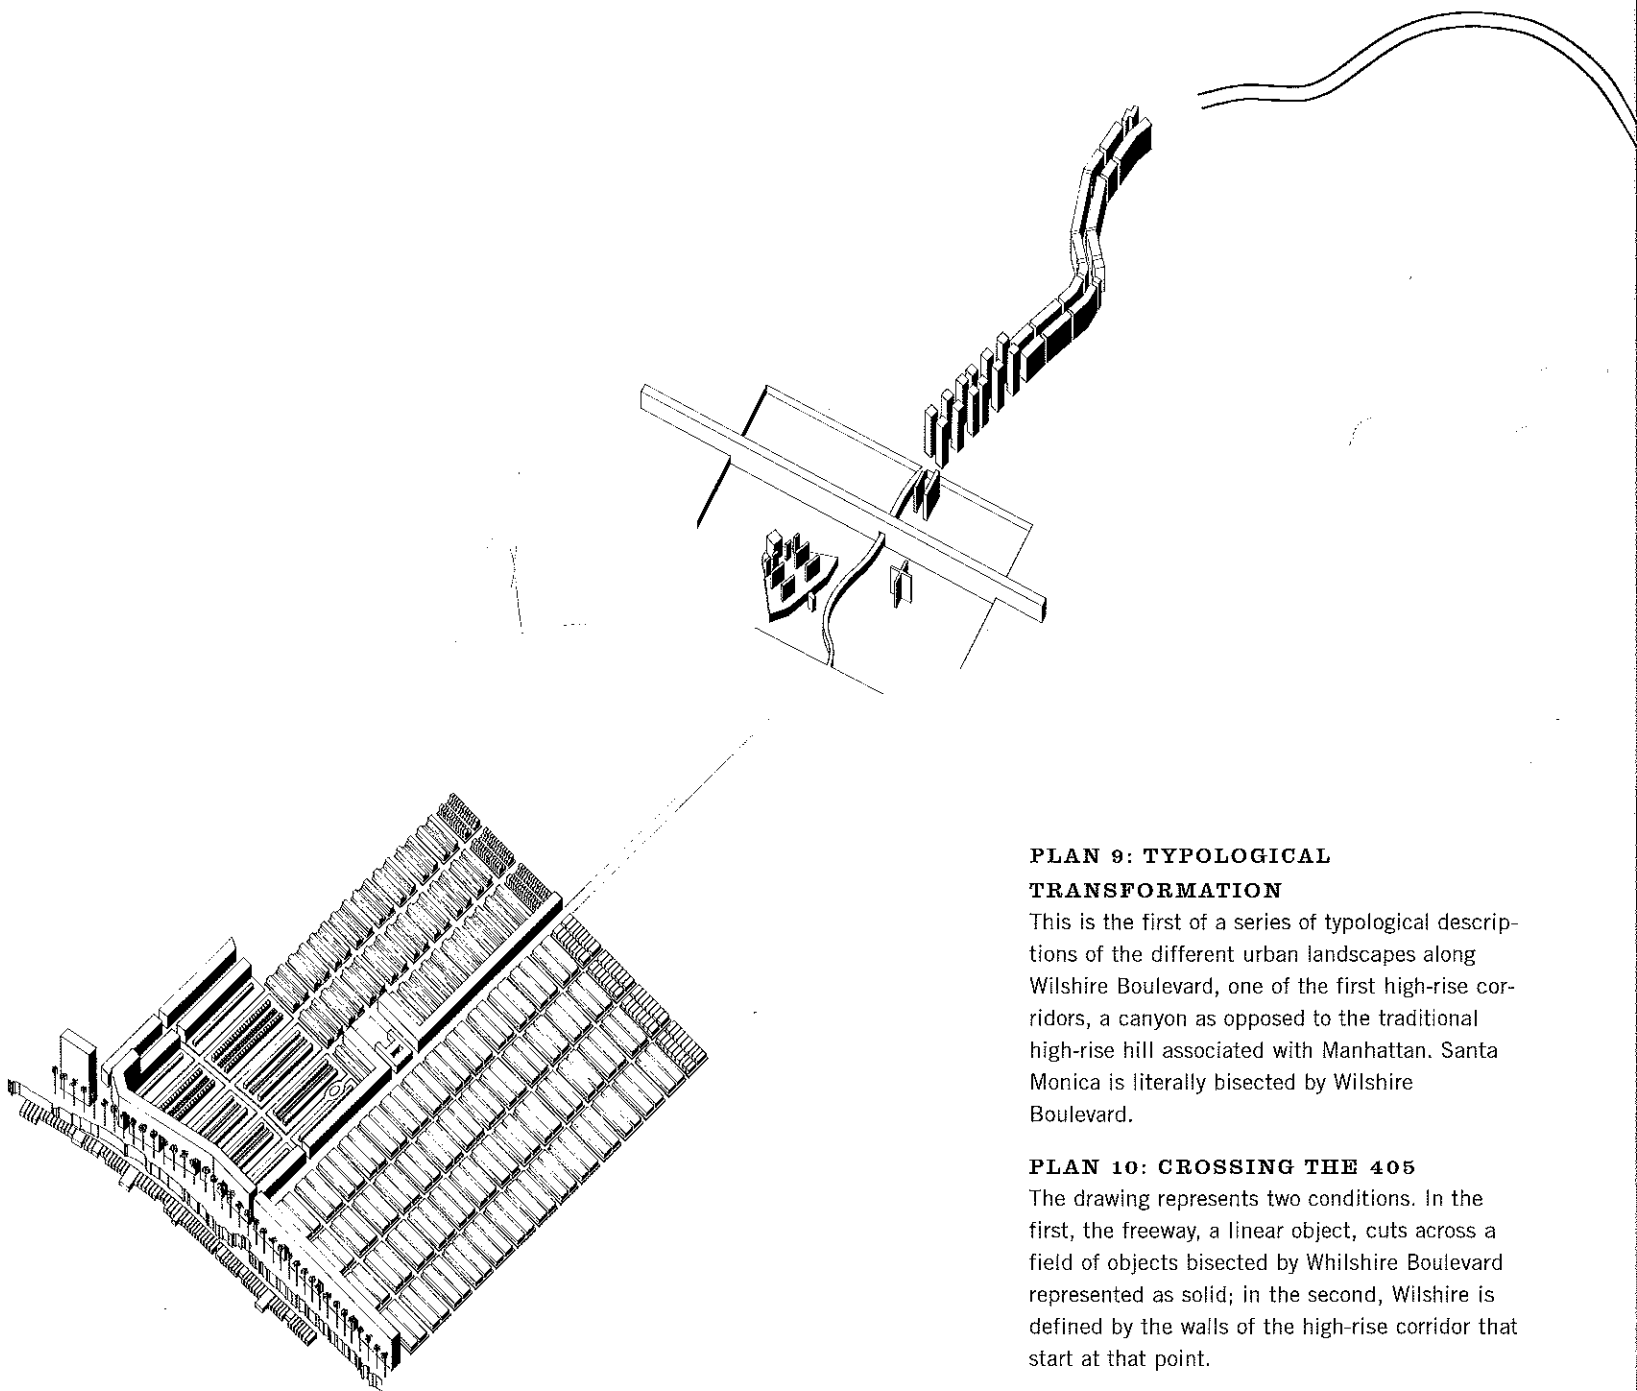 PLAN 9: TYPOLOGICAL
TRANSFORMATION
This is the first of a series of typological descrip-
tions of the different urban landscapes along
Wilshire Boulevard, one of the first high-rise cor-
ridors, a canyon as opposed to the traditional
high-rise hill associated with Manhattan. Santa
Monica is literally bisected by Wilshire
Boulevard.
PLAN 10: CROSSING THE 405
The drawing represents two conditions. In the
first, the freeway, a linear object, cuts across a
field of objects bisected by Whilshire Boulevard
represented as solid; in the second, Wilshire is
defined by the walls of the high-rise corridor that
start at that point.